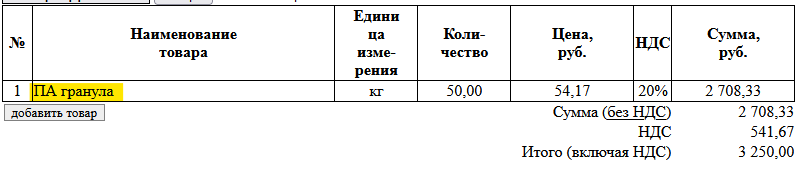 № Наименование товара Едини ца изме- рения Коли- чество Цена, руб. НДС Сумма, руб.
1 ПА гранула кг 50,00 54,17 20% 2 708,33
добавить товар Сумма (без НДС) 2 708,33
НДС 541,67
Итого (включая НДС) 3 250,00